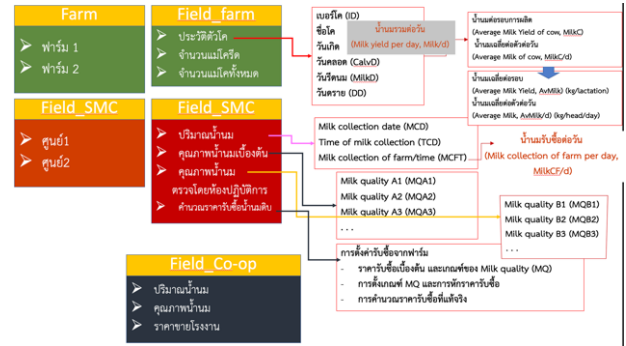 Farm
ฟาร์ม 1
ฟาร์ม 2
Field_farm
ประวัติตัวโค
จำนวนแม่โครีด
จำนวนแม่โคทั้งหมด
เบอร์โค (ID)
ชื่อโค
วันเกิด
วันคลอด (CalvD)
วันรีดนม (MilkD)
วันดราย (DD)
น้ำนมรวมต่อวัน
(Milk yield per day, Milk/d)
น้ำนมต่อรอบการผลิต
(Average Milk Yield of cow, MilkC)
น้ำนมเฉลี่ยต่อตัวต่อวัน
(Average Milk of cow, MilkC/d)
น้ำนมเฉลี่ยต่อรอบ
(Average Milk Yield, AvMilk) (kg/lactation)
น้ำนมเฉลี่ยต่อตัวต่อวัน
(Average Milk, AvMilk/d) (kg/head/day)
Field_SMC
ศูนย์1
ศูนย์2
Field_SMC
ปริมาณน้ำนม
คุณภาพน้ำนมเบื้องต้น
คุณภาพน้ำนม
ตรวจโดยห้องปฏิบัติการ
คำนวณราคารับซื้อน้ำนมดิบ
Milk collection date (MCD)
Time of milk collection (TCD)
Milk collection of farm/time (MCFT)
น้ำนมรับซื้อต่อวัน
(Milk collection of farm per day,
MilkCF/d)
Milk quality A1 (MQA1)
Milk quality A2 (MQA2)
Milk quality A3 (MQA3)
...
Milk quality B1 (MQB1)
Milk quality B2 (MQB2)
Milk quality B3 (MQB3)
...
การตั้งค่ารับซื้อจากฟาร์ม
- ราคารับซื้อเบื้องต้น และเกณฑ์ของ Milk quality (MQ)
- การตั้งเกณฑ์ MQ และการหักราคารับซื้อ
- การคำนวณราคารับซื้อที่แท้จริง
Field_Co-op
ปริมาณน้ำนม
คุณภาพน้ำนม
ราคาขายโรงงาน